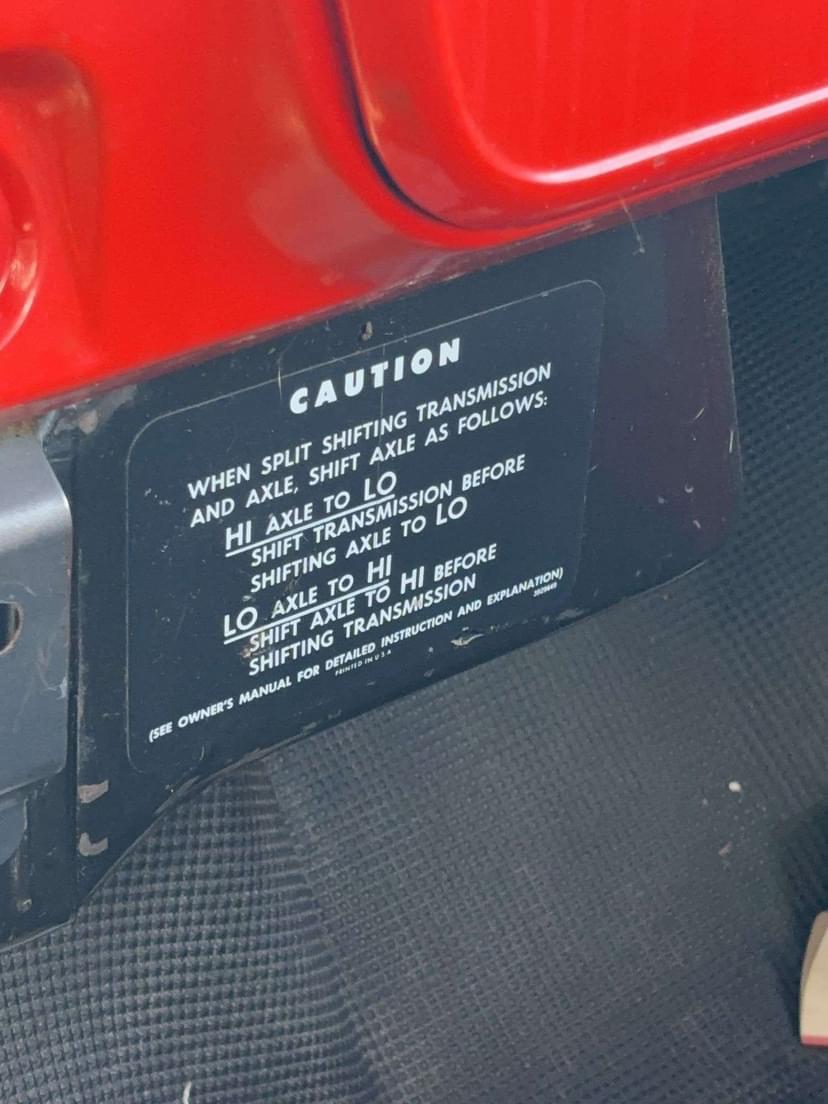 CAUTION
WHEN SPLIT SHIFTING TRANSMISSION
AND AXLE, SHIFT AXLE AS FOLLOWS:
HI AXLE TO LO
SHIFT TRANSMISSION BEFORE
SHIFTING AXLE TO LO
LO AXLE TO HI
SHIFT AXLE TO HI BEFORE
SHIFTING TRANSMISSION
(SEE OWNER'S MANUAL FOR DETAILED INSTRUCTION AND EXPLANATION)
PRINTED IN U.S.A